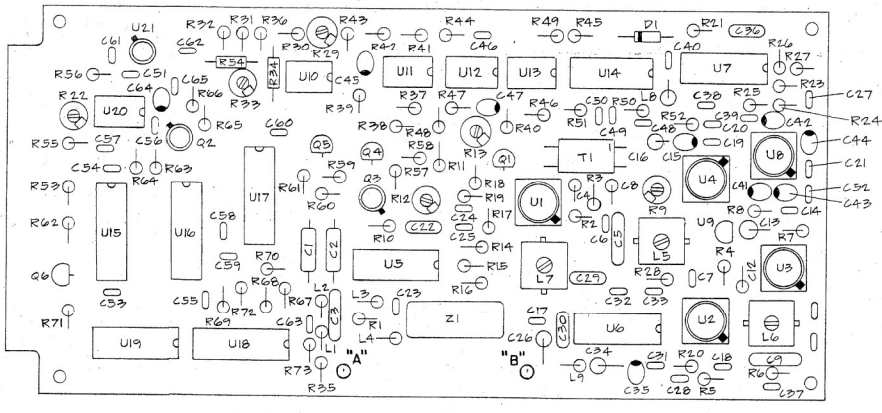 R32 R31 R36 R30 R29 R43 R42 R41 R44 C46 R49 R45 D1 R21 C36
U21 C61 C62 R56 C51 R54 R34 U10 C45 U11 U12 U13 U14 C40 U7 R26 R27
C64 C65 R66 R33 R39 R37 R47 C47 R46 R51 C50 R50 L8 C38 R25 R23 C27
R22 U20 C56 Q2 R65 C60 R38 R48 R13 R40 C49 C48 R52 C39 C20 C42 R24
R55 C57 Q5 Q4 R58 Q1 T1 C16 C15 C19 U8 C44
C54 R64 R63 U17 R61 R59 Q3 R57 R11 R18 U4 C21
R53 R60 R12 R19 U1 C4 R3 C8 R9 C41 C52
R62 U15 U16 C58 C1 C2 R10 C22 C24 R17 R2 C6 C5 U9 R8 C14 C43
C25 R14 C13 R7
Q6 C59 R70 U5 R15 L7 L5 R4 U3
R16 C29 R28 C7 C12
C53 C55 R69 R72 R68 R67 L2 C3 L3 C23 C32 C33
R71 C63 R1 Z1 C17 C30 U6 U2 L6
U19 U18 L1 L4 C26
R73 R35 "A" "B" L9 C34 C35 C31 R20 C18 C9
C28 R5 R6 C37